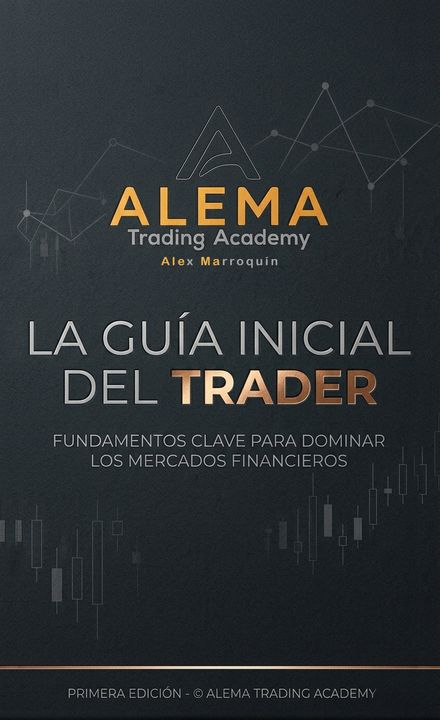 ALEMA
Trading Academy
Alex Marroquín
LA GUÍA INICIAL
DEL TRADER
FUNDAMENTOS CLAVE PARA DOMINAR
LOS MERCADOS FINANCIEROS
PRIMERA EDICIÓN - © ALEMA TRADING ACADEMY